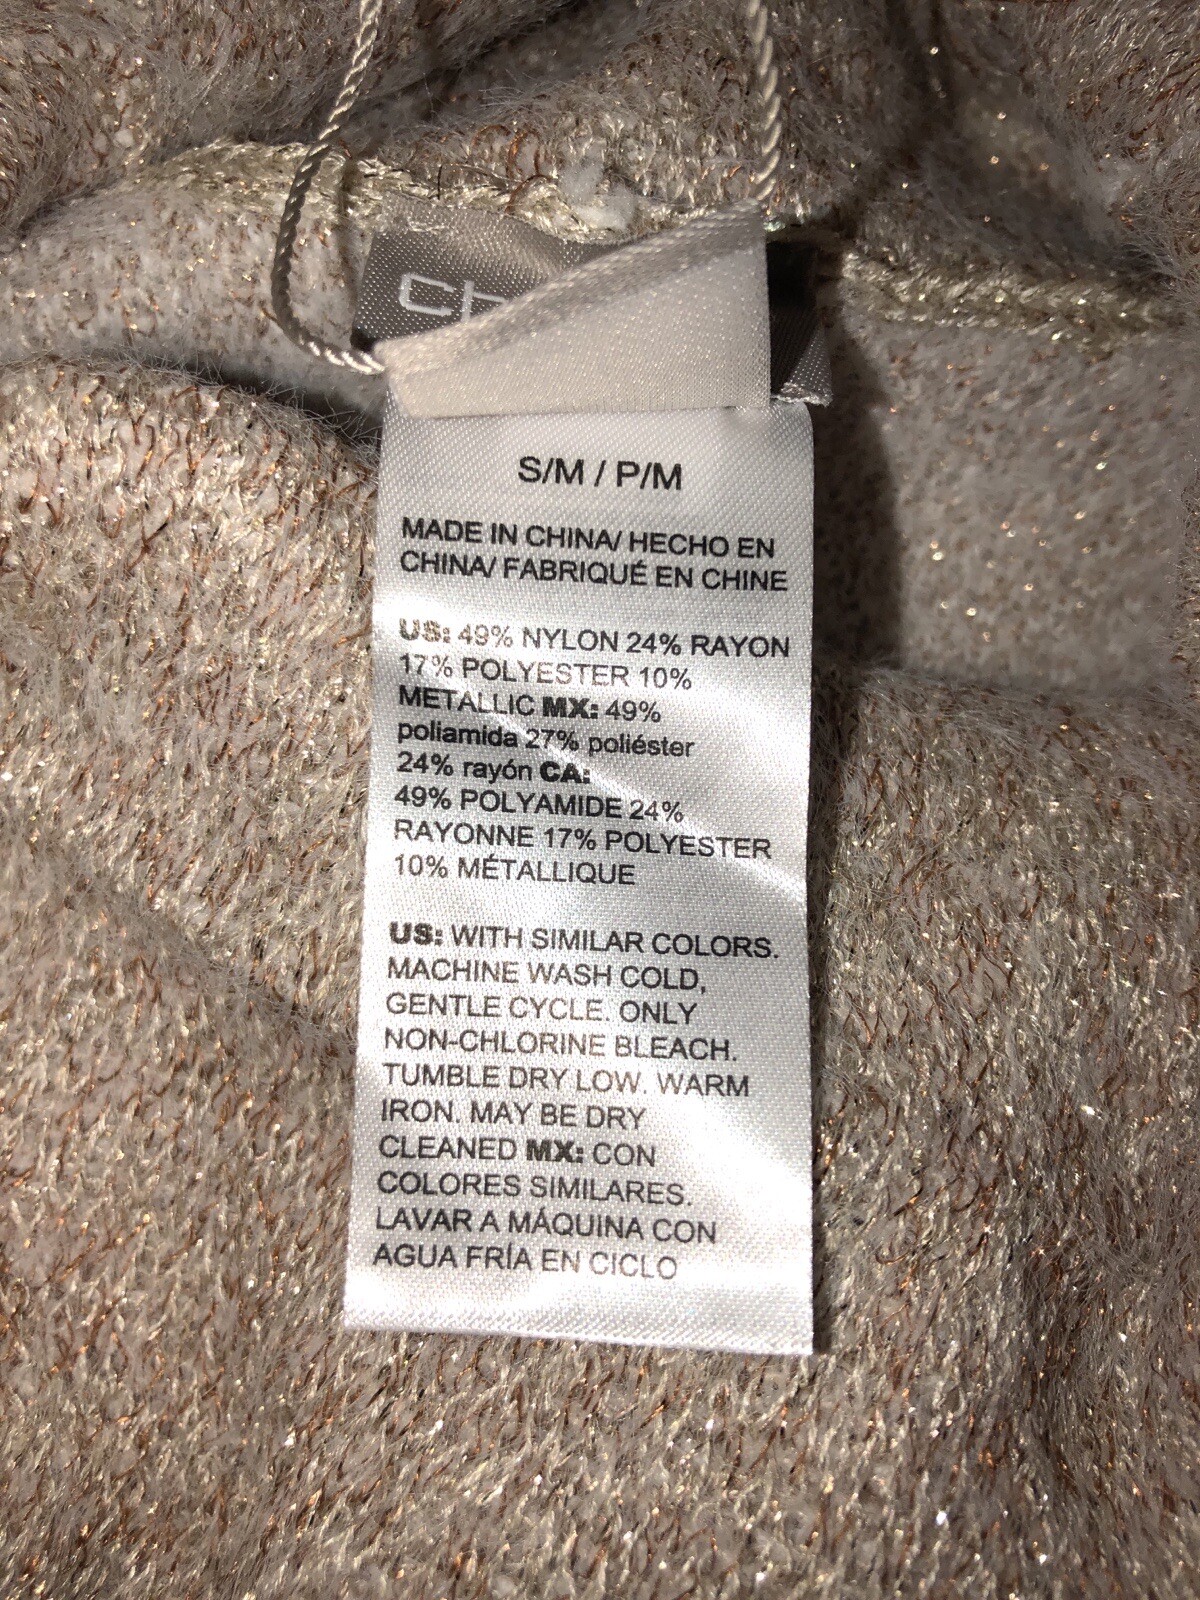 S/M / P/M
MADE IN CHINA/ HECHO EN
CHINA/ FABRIQUÉ EN CHINE
US: 49% NYLON 24% RAYON
17% POLYESTER 10%
METALLIC MX: 49%
poliamida 27% poliéster
24% rayón CA:
49% POLYAMIDE 24%
RAYONNE 17% POLYESTER
10% MÉTALLIQUE
US: WITH SIMILAR COLORS.
MACHINE WASH COLD,
GENTLE CYCLE. ONLY
NON-CHLORINE BLEACH.
TUMBLE DRY LOW. WARM
IRON. MAY BE DRY
CLEANED MX: CON
COLORES SIMILARES.
LAVAR A MÁQUINA CON
AGUA FRÍA EN CICLO